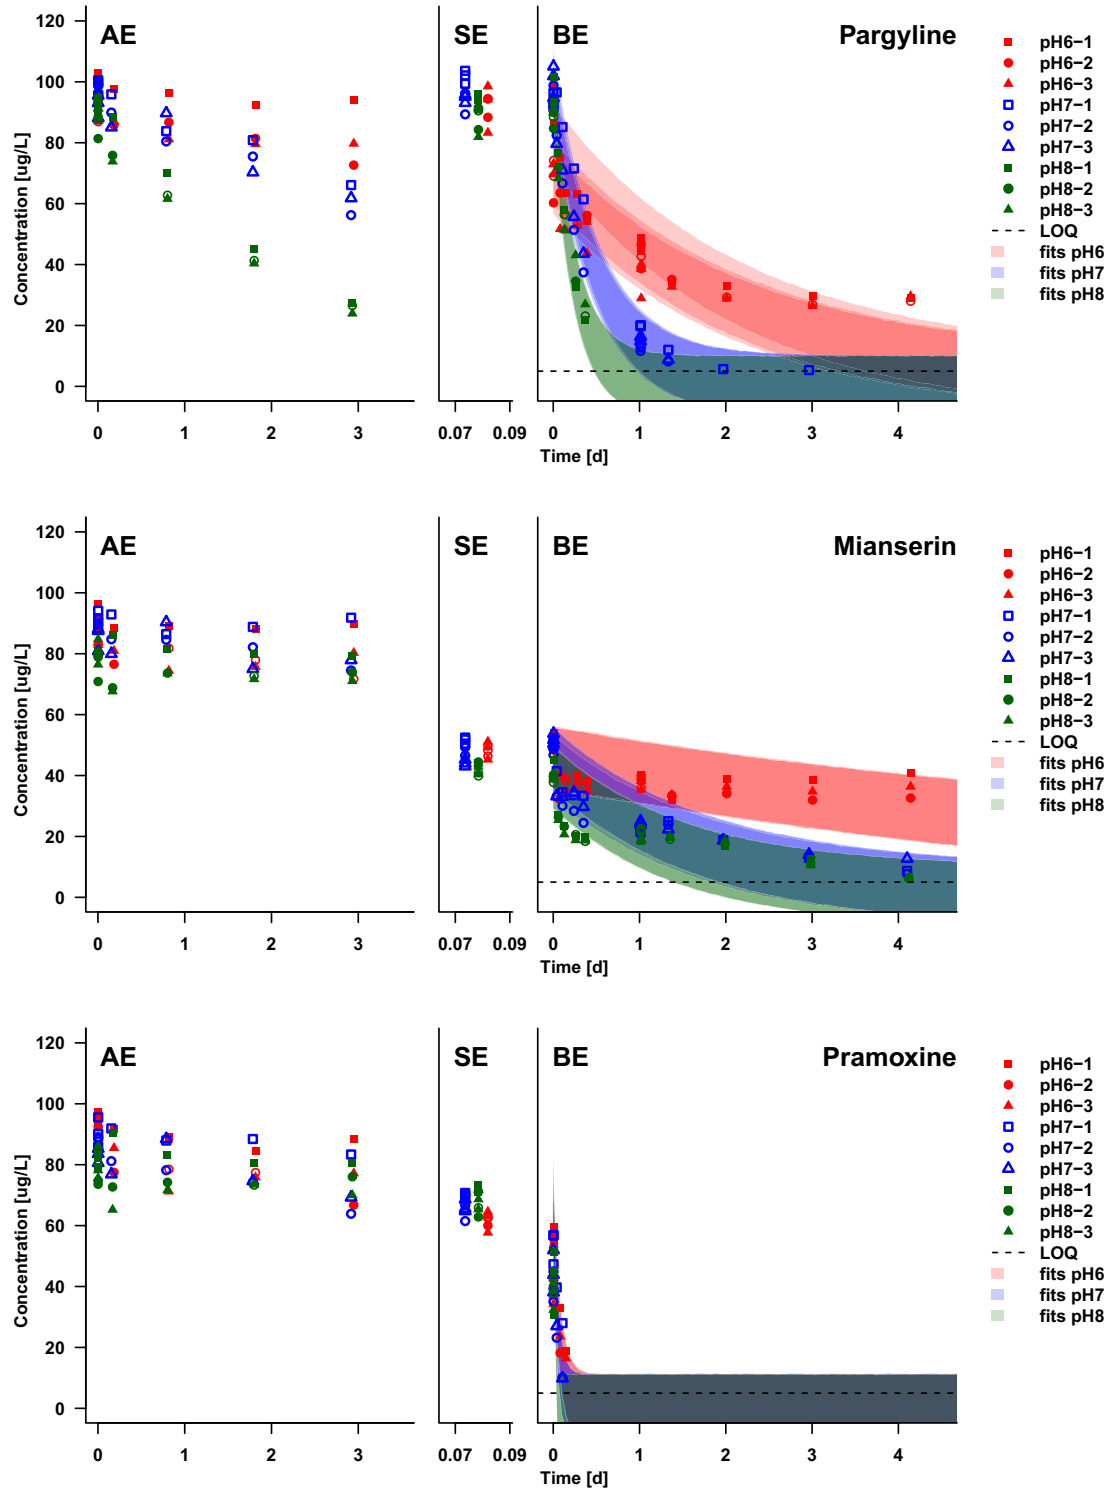 AE SE BE Pargyline
Concentration [ug/L]
120
100
80
60
40
20
0
0 1 2 3 0.07 0.09 0 1 2 3 4
Time [d]
pH6−1
pH6−2
pH6−3
pH7−1
pH7−2
pH7−3
pH8−1
pH8−2
pH8−3
LOQ
fits pH6
fits pH7
fits pH8
AE SE BE Mianserin
Concentration [ug/L]
120
100
80
60
40
20
0
0 1 2 3 0.07 0.09 0 1 2 3 4
Time [d]
pH6−1
pH6−2
pH6−3
pH7−1
pH7−2
pH7−3
pH8−1
pH8−2
pH8−3
LOQ
fits pH6
fits pH7
fits pH8
AE SE BE Pramoxine
Concentration [ug/L]
120
100
80
60
40
20
0
0 1 2 3 0.07 0.09 0 1 2 3 4
Time [d]
pH6−1
pH6−2
pH6−3
pH7−1
pH7−2
pH7−3
pH8−1
pH8−2
pH8−3
LOQ
fits pH6
fits pH7
fits pH8